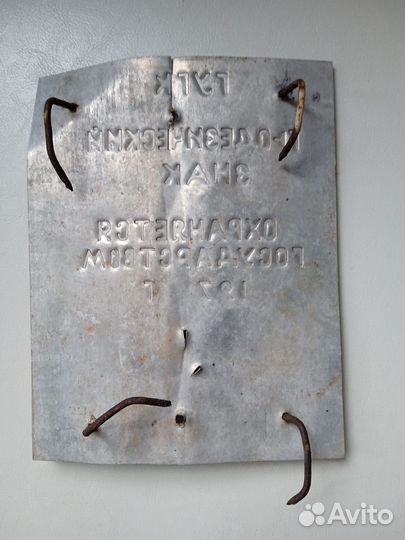 ГУГК
ГЕОДЕЗИЧЕСКИЙ
ЗНАК
ОХРАНЯЕТСЯ
ГОСУДАРСТВОМ
197 Г
Avito